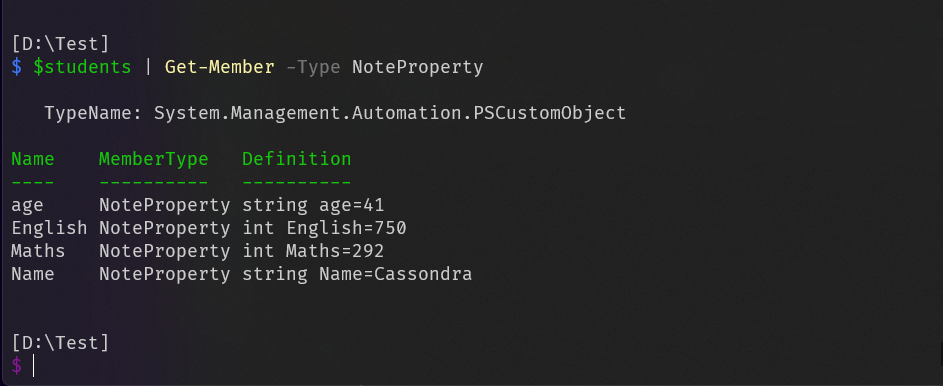 [D:\Test]
$ $students | Get-Member -Type NoteProperty
TypeName: System.Management.Automation.PSCustomObject
Name MemberType Definition
---- ---------- ----------
age NoteProperty string age=41
English NoteProperty int English=750
Maths NoteProperty int Maths=292
Name NoteProperty string Name=Cassondra
[D:\Test]
$